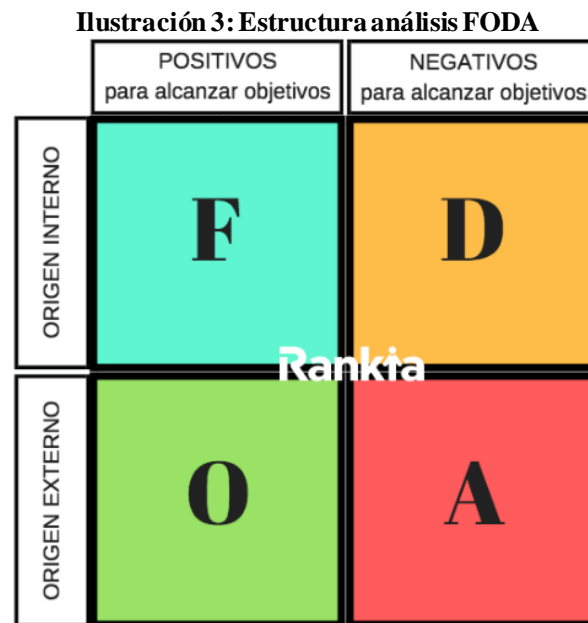 Ilustración 3: Estructura análisis FODA
POSITIVOS
para alcanzar objetivos
NEGATIVOS
para alcanzar objetivos
ORIGEN INTERNO
F
D
Rankia
ORIGEN EXTERNO
O
A